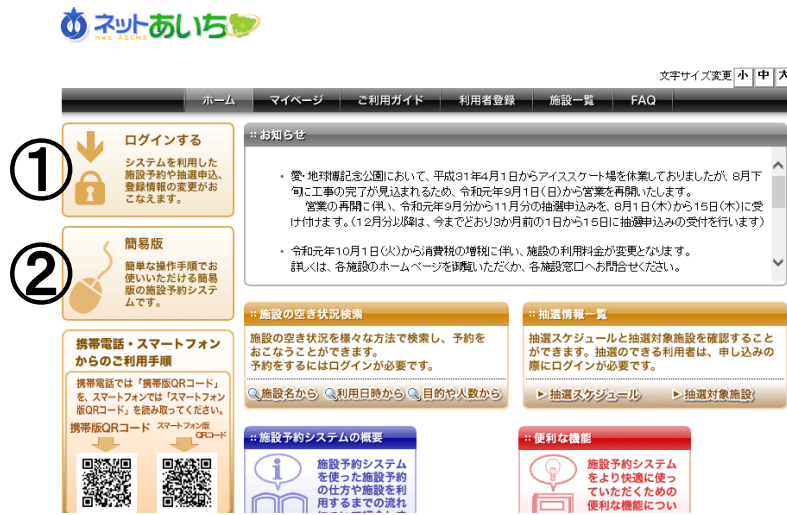 ネットあいち
NET AICHI
文字サイズ変更 小 中 大
ホーム マイページ ご利用ガイド 利用者登録 施設一覧 FAQ
①
ログインする
システムを利用した
施設予約や抽選申込、
登録情報の変更がお
こなえます。
②
簡易版
簡単な操作手順でお
使いいただける簡易
版の施設予約システ
ムです。
携帯電話・スマートフォン
からのご利用手順
携帯電話では「携帯版QRコード」
を、スマートフォンでは「スマートフォン
版QRコード」を読み取ってください。
携帯版QRコード スマートフォン版
QRコード
お知らせ
・ 愛・地球博記念公園において、平成31年4月1日からアイススケート場を休業しておりましたが、8月下
旬に工事の完了が見込まれるため、令和元年9月1日(日)から営業を再開いたします。
営業の再開に伴い、令和元年9月分から11月分の抽選申込みを、8月1日(木)から15日(木)に受
け付けます。(12月分以降は、今までどおり3か月前の1日から15日に抽選申込みの受付を行います)
・ 令和元年10月1日(火)から消費税の増税に伴い、施設の利用料金が変更となります。
詳しくは、各施設のホームページを御覧いただくか、各施設窓口へお問合せください。
施設の空き状況検索
施設の空き状況を様々な方法で検索し、予約を
おこなうことができます。
予約をするにはログインが必要です。
施設名から 利用日時から 目的や人数から
抽選情報一覧
抽選スケジュールと抽選対象施設を確認すること
ができます。抽選のできる利用者は、申し込みの
際にログインが必要です。
抽選スケジュール 抽選対象施設
施設予約システムの概要
施設予約システム
を使った施設予約
の仕方や施設を利
用するまでの流れ
便利な機能
施設予約システム
をより快適に使っ
ていただくための
便利な機能につい